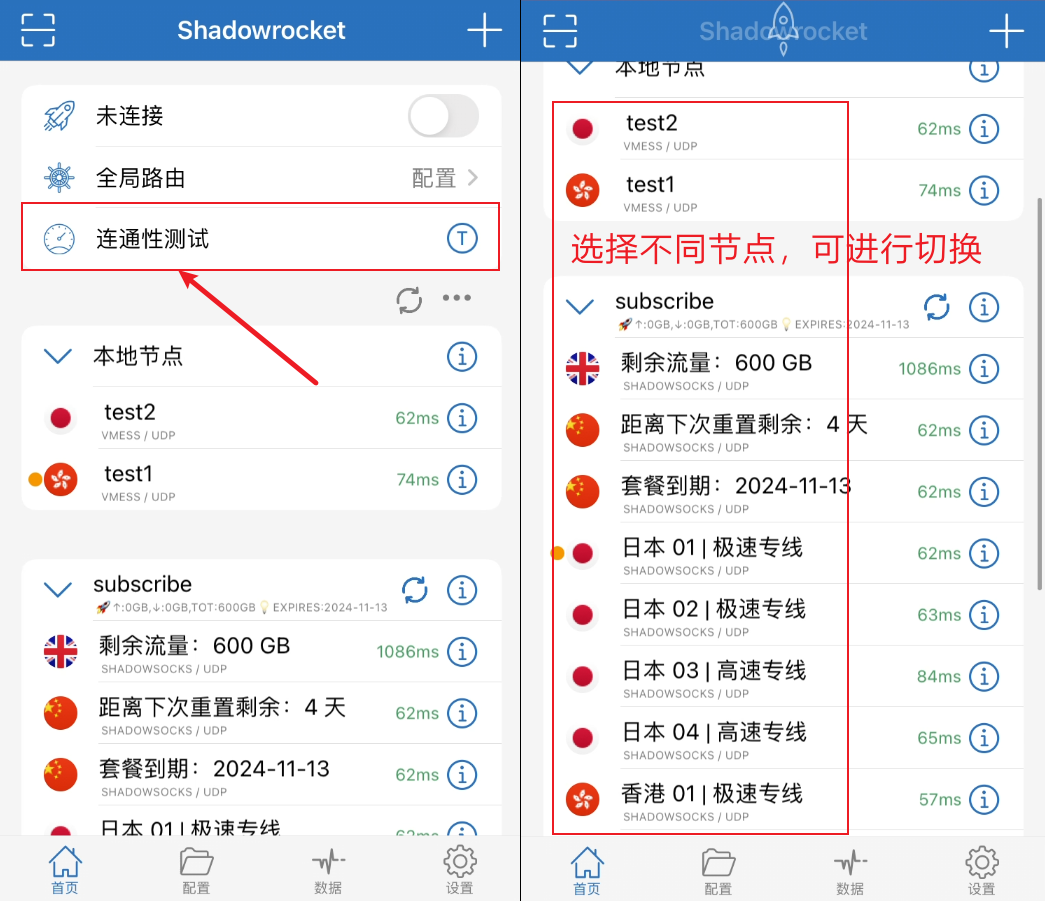 Shadowrocket
未连接
全局路由
配置
连通性测试
T
本地节点
test2
62ms
VMESS / UDP
test1
74ms
VMESS / UDP
subscribe
🚀↑:0GB,↓:0GB,TOT:600GB💡EXPIRES:2024-11-13
剩余流量：600 GB
1086ms
SHADOWSOCKS / UDP
距离下次重置剩余：4 天
62ms
SHADOWSOCKS / UDP
套餐到期：2024-11-13
62ms
SHADOWSOCKS / UDP
日本 01 | 极速专线
62ms
首页
配置
数据
设置
Shadowrocket
本地节点
test2
62ms
VMESS / UDP
test1
74ms
VMESS / UDP
选择不同节点，可进行切换
subscribe
🚀↑:0GB,↓:0GB,TOT:600GB💡EXPIRES:2024-11-13
剩余流量：600 GB
1086ms
SHADOWSOCKS / UDP
距离下次重置剩余：4 天
62ms
SHADOWSOCKS / UDP
套餐到期：2024-11-13
62ms
SHADOWSOCKS / UDP
日本 01 | 极速专线
62ms
SHADOWSOCKS / UDP
日本 02 | 极速专线
63ms
SHADOWSOCKS / UDP
日本 03 | 高速专线
84ms
SHADOWSOCKS / UDP
日本 04 | 高速专线
65ms
SHADOWSOCKS / UDP
香港 01 | 极速专线
57ms
SHADOWSOCKS / UDP
首页
配置
数据
设置